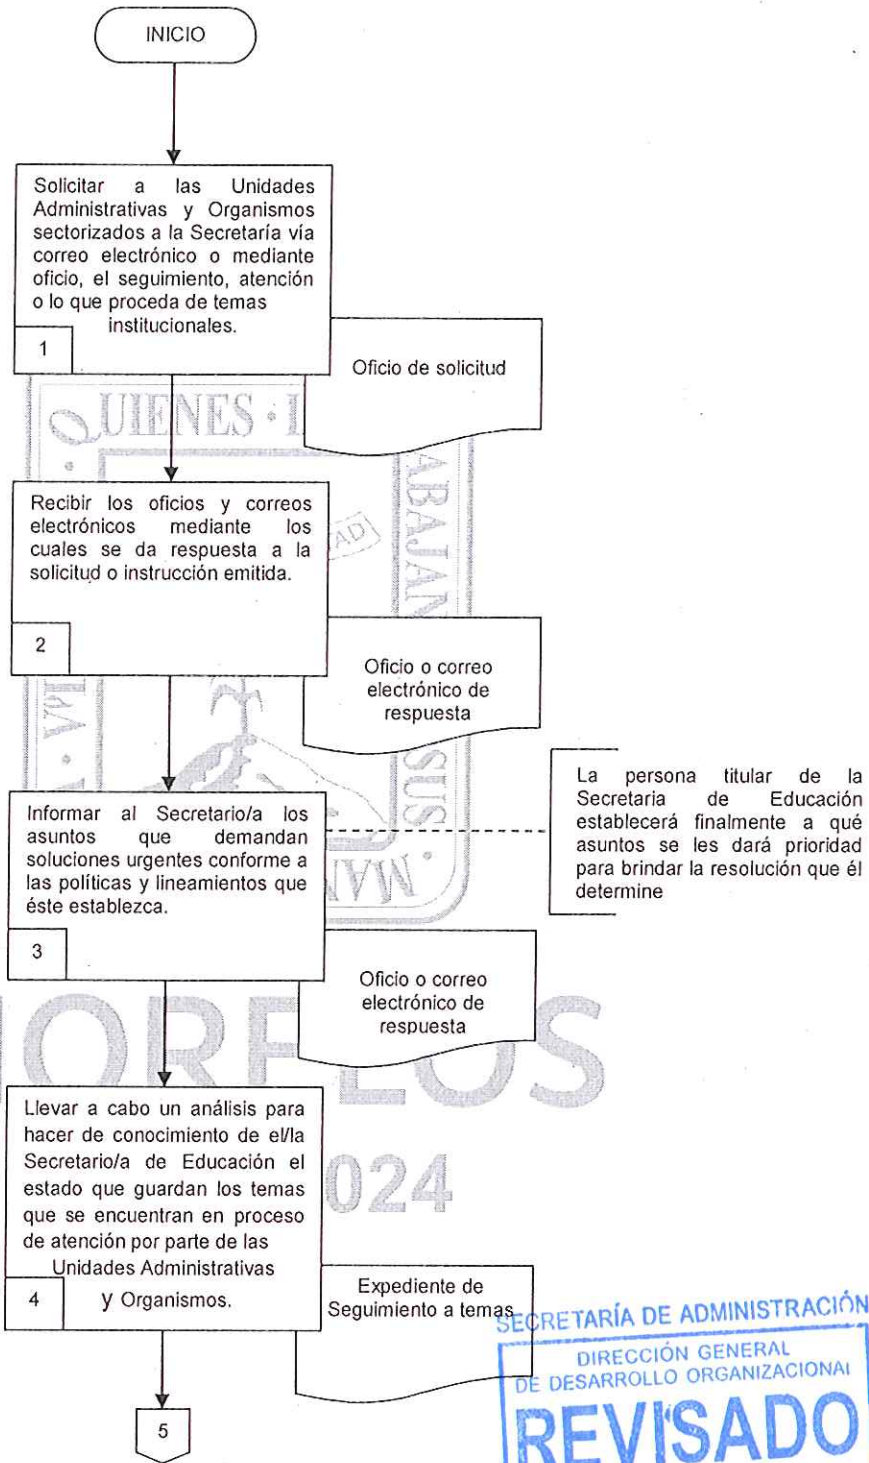 INICIO
Solicitar a las Unidades
Administrativas y Organismos
sectorizados a la Secretaría vía
correo electrónico o mediante
oficio, el seguimiento, atención
o lo que proceda de temas
institucionales.
1
Oficio de solicitud
QUIENES
Recibir los oficios y correos
electrónicos mediante los
cuales se da respuesta a la
solicitud o instrucción emitida.
2
Oficio o correo
electrónico de
respuesta
SUS
Informar al Secretario/a los
asuntos que demandan
soluciones urgentes conforme a
las políticas y lineamientos que
éste establezca.
3
La persona titular de la
Secretaria de Educación
establecerá finalmente a qué
asuntos se les dará prioridad
para brindar la resolución que él
determine
Oficio o correo
electrónico de
respuesta
Llevar a cabo un análisis para
hacer de conocimiento de el/la
Secretario/a de Educación el
estado que guardan los temas
que se encuentran en proceso
de atención por parte de las
Unidades Administrativas
y Organismos.
4
024
Expediente de
Seguimiento a temas
5
SECRETARÍA DE ADMINISTRACIÓN
DIRECCIÓN GENERAL
DE DESARROLLO ORGANIZACIONAL
REVISADO